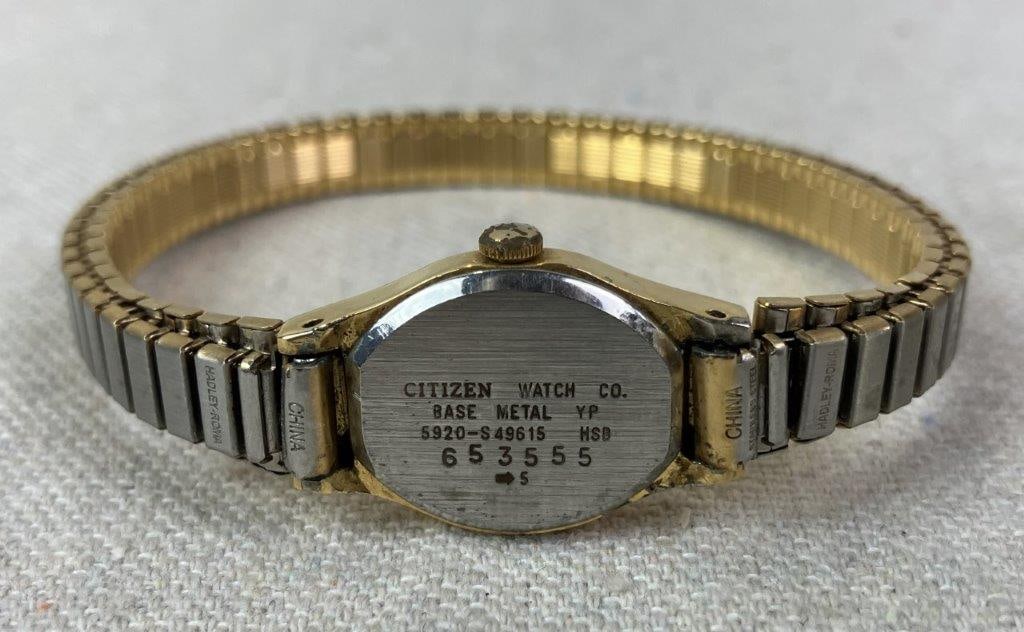 CITIZEN WATCH CO.
BASE METAL YP
5920-S49615 HSB
653555
➡5
HADLEY-ROMA
CHINA
CHINA
HADLEY-ROMA